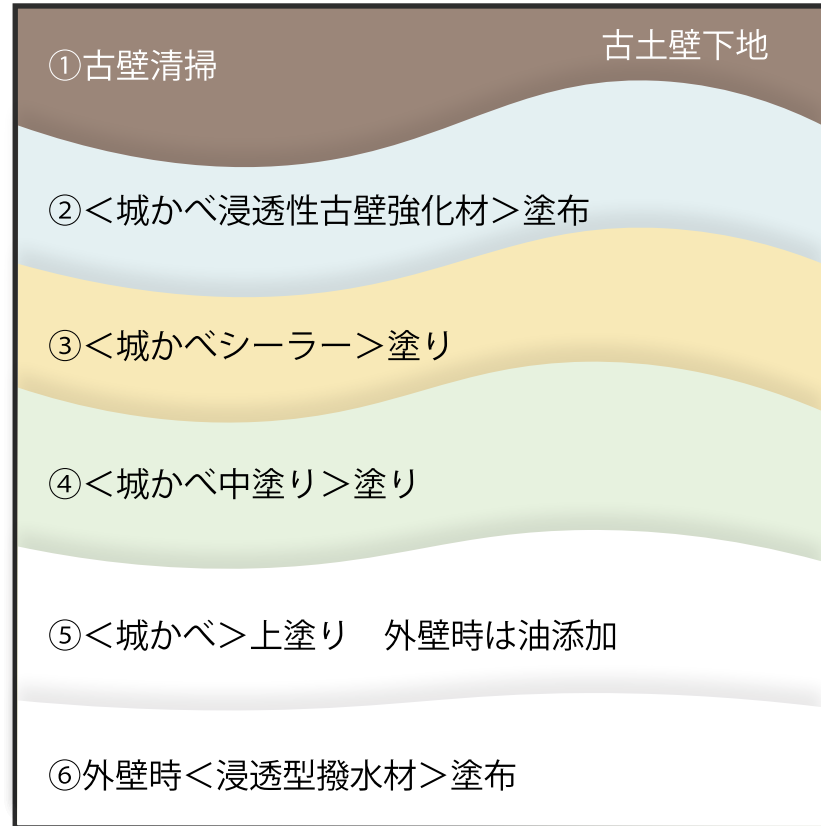 ①古壁清掃
古土壁下地
②＜城かべ浸透性古壁強化材＞塗布
③＜城かべシーラー＞塗り
④＜城かべ中塗り＞塗り
⑤＜城かべ＞上塗り　外壁時は油添加
⑥外壁時＜浸透型撥水材＞塗布